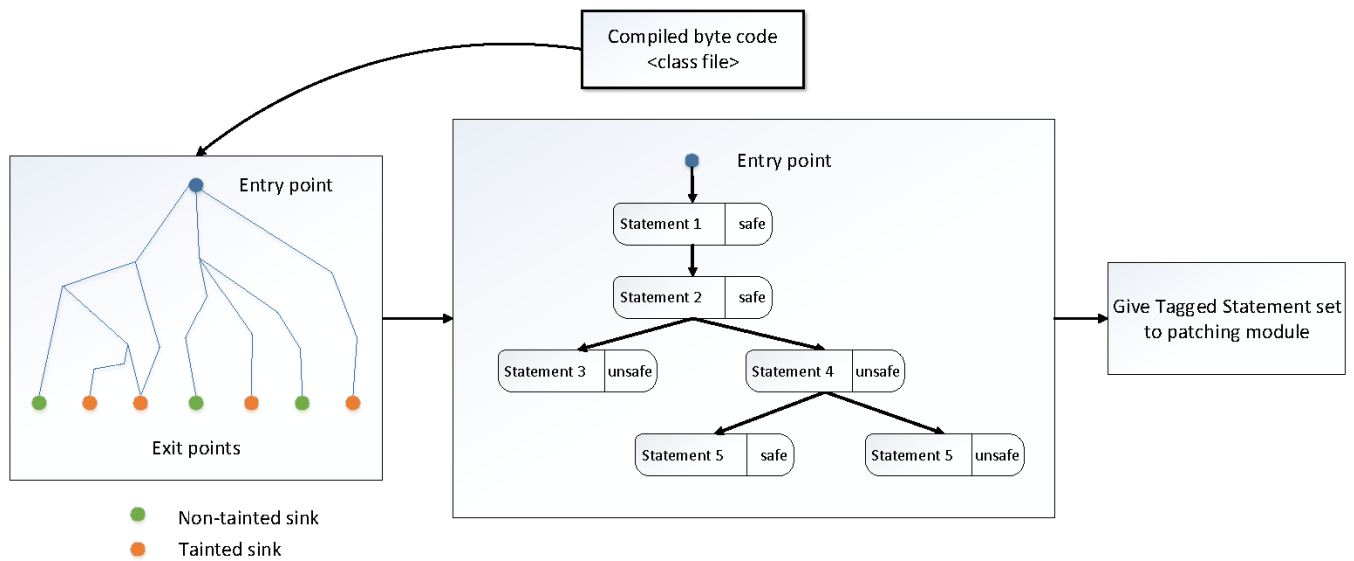 Compiled byte code
<class file>
Entry point
Exit points
Non-tainted sink
Tainted sink
Entry point
Statement 1 safe
Statement 2 safe
Statement 3 unsafe
Statement 4 unsafe
Statement 5 safe
Statement 5 unsafe
Give Tagged Statement set
to patching module